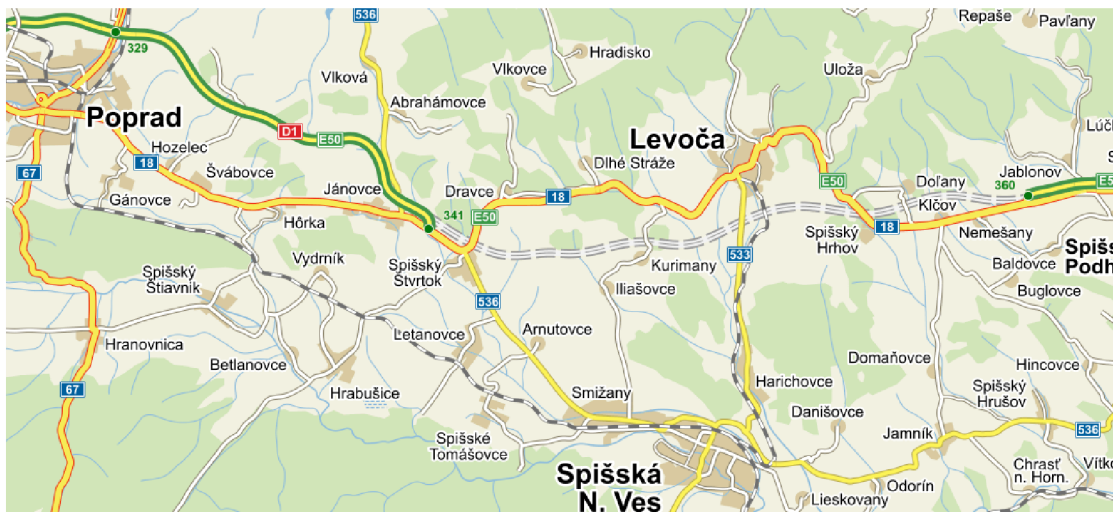 536
Repaše
Pavľany
329
Hradisko
Vlkovce
Uloža
Vlková
Abrahámovce
Poprad
D1
E50
Levoča
Hozelec
18
67
Švábovce
Dlhé Stráže
Jablonov
Gánovce
Jánovce
Dravce
18
E50
Doľany
360
Klčov
Hôrka
341
E50
Spišský
Hrhov
18
Nemešany
Spišský
Štiavnik
Vydrník
Spišský
Štvrtok
Kurimany
533
Baldovce
Buglovce
Iliašovce
536
Hranovnica
Letanovce
Arnutovce
Betlanovce
Domaňovce
Hincovce
67
Hrabušice
Smižany
Harichovce
Spišský
Hrušov
Danišovce
Jamník
536
Spišské
Tomášovce
Spišská
N. Ves
Chrasť
n. Horn.
Odorín
Lieskovany